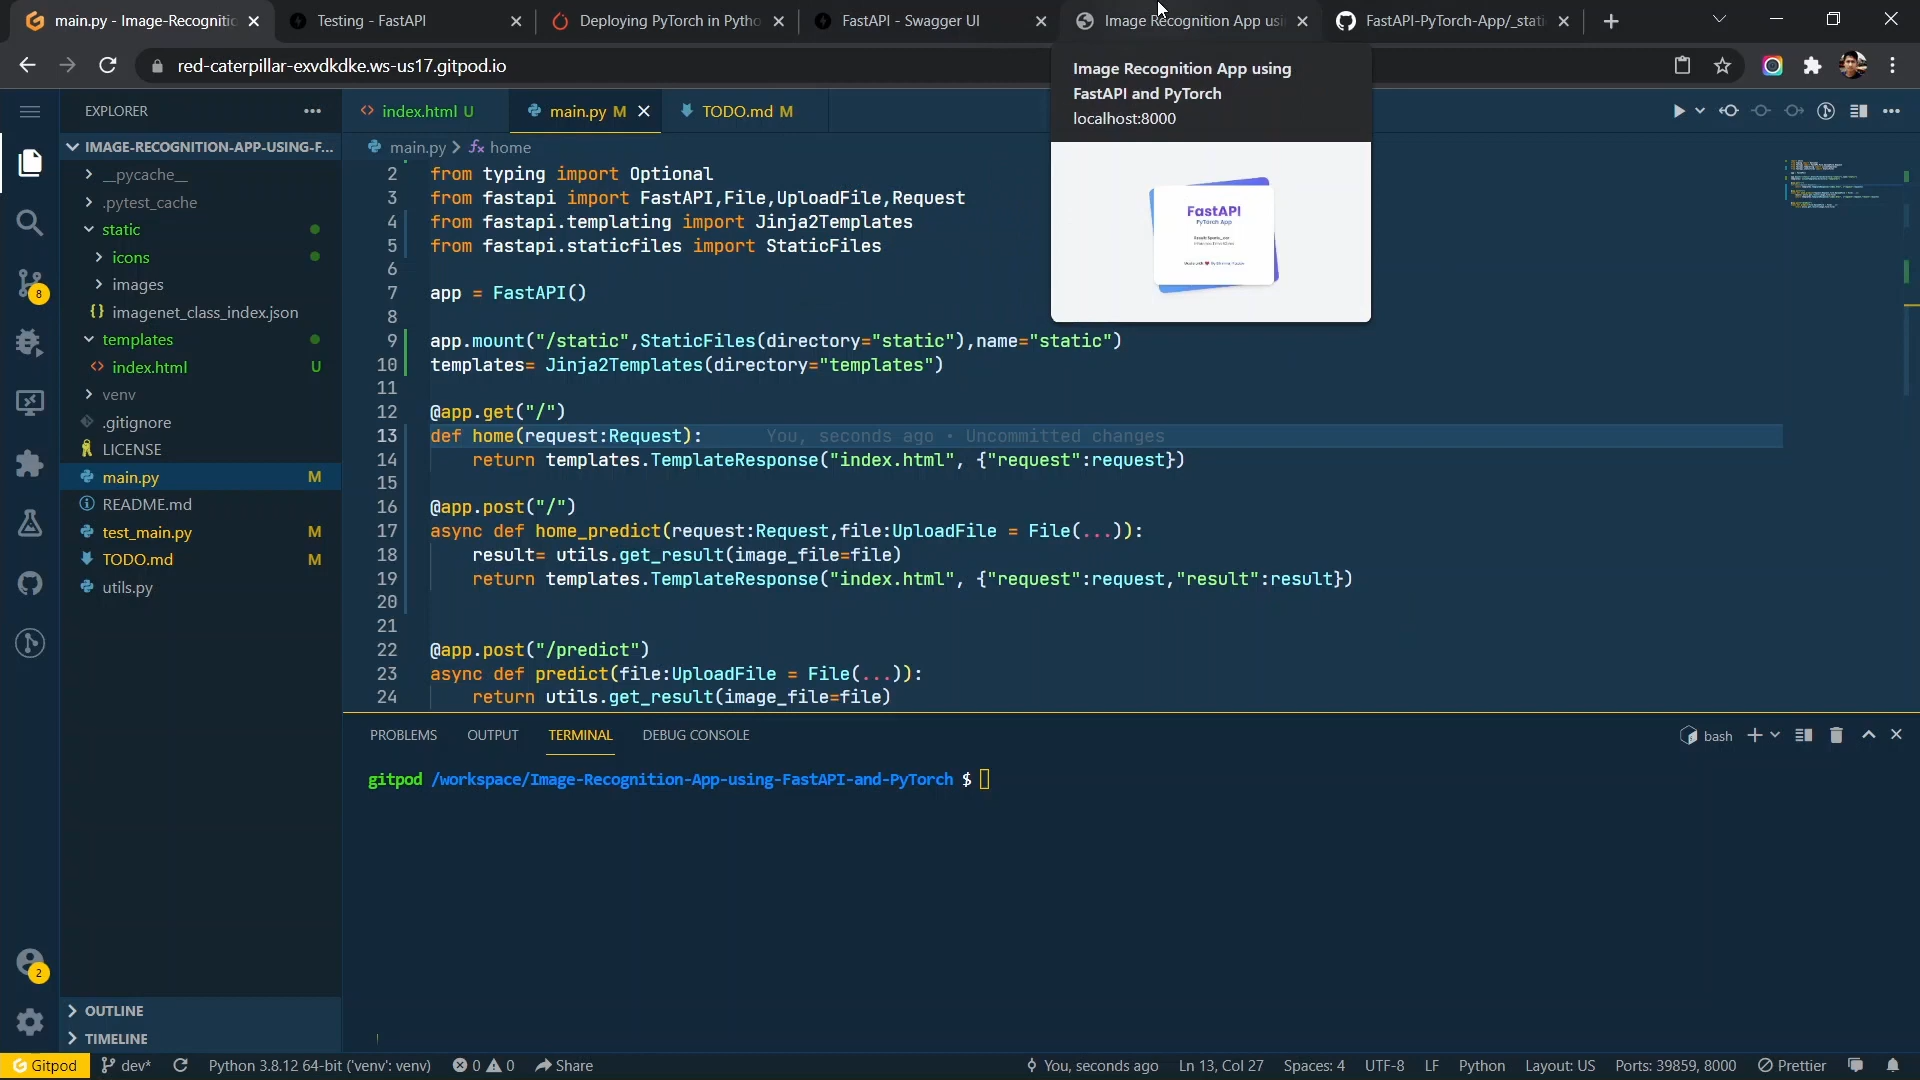 main.py - Image-Recognitic
Testing - FastAPI
Deploying PyTorch in Pytho
FastAPI - Swagger UI
Image Recognition App usi
FastAPI-PyTorch-App/_stati
red-caterpillar-exvdkdke.ws-us17.gitpod.io
Image Recognition App using
FastAPI and PyTorch
localhost:8000
FastAPI
PyTorch App
EXPLORER
index.html U
main.py M
TODO.md M
IMAGE-RECOGNITION-APP-USING-F...
main.py > home
__pycache__
.pytest_cache
static
icons
images
imagenet_class_index.json
templates
index.html U
venv
.gitignore
LICENSE
main.py M
README.md
test_main.py M
TODO.md M
utils.py
OUTLINE
TIMELINE
8
2
2 from typing import Optional
3 from fastapi import FastAPI,File,UploadFile,Request
4 from fastapi.templating import Jinja2Templates
5 from fastapi.staticfiles import StaticFiles
6
7 app = FastAPI()
8
9 app.mount("/static",StaticFiles(directory="static"),name="static")
10 templates= Jinja2Templates(directory="templates")
11
12 @app.get("/")
13 def home(request:Request): You, seconds ago • Uncommitted changes
14 return templates.TemplateResponse("index.html", {"request":request})
15
16 @app.post("/")
17 async def home_predict(request:Request,file:UploadFile = File(...)):
18 result= utils.get_result(image_file=file)
19 return templates.TemplateResponse("index.html", {"request":request,"result":result})
20
21
22 @app.post("/predict")
23 async def predict(file:UploadFile = File(...)):
24 return utils.get_result(image_file=file)
PROBLEMS
OUTPUT
TERMINAL
DEBUG CONSOLE
bash
gitpod /workspace/Image-Recognition-App-using-FastAPI-and-PyTorch $
Gitpod
dev*
Python 3.8.12 64-bit ('venv': venv)
0
0
Share
You, seconds ago
Ln 13, Col 27
Spaces: 4
UTF-8
LF
Python
Layout: US
Ports: 39859, 8000
Prettier